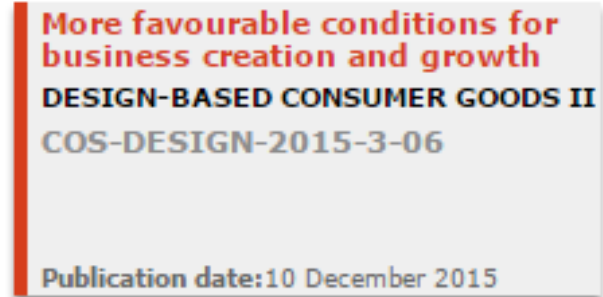 More favourable conditions for
business creation and growth
DESIGN-BASED CONSUMER GOODS II
COS-DESIGN-2015-3-06
Publication date:10 December 2015